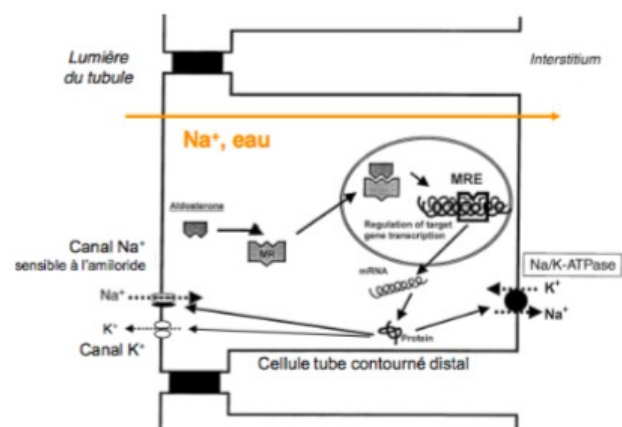 Lumière
du tubule
Interstitium
Na⁺, eau
Aldosterone
MR
MRE
Regulation of target
gene transcription
mRNA
Protein
Canal Na⁺
sensible à l'amiloride
Na⁺
K⁺
Canal K⁺
Na/K-ATPase
K⁺
Na⁺
Cellule tube contourné distal